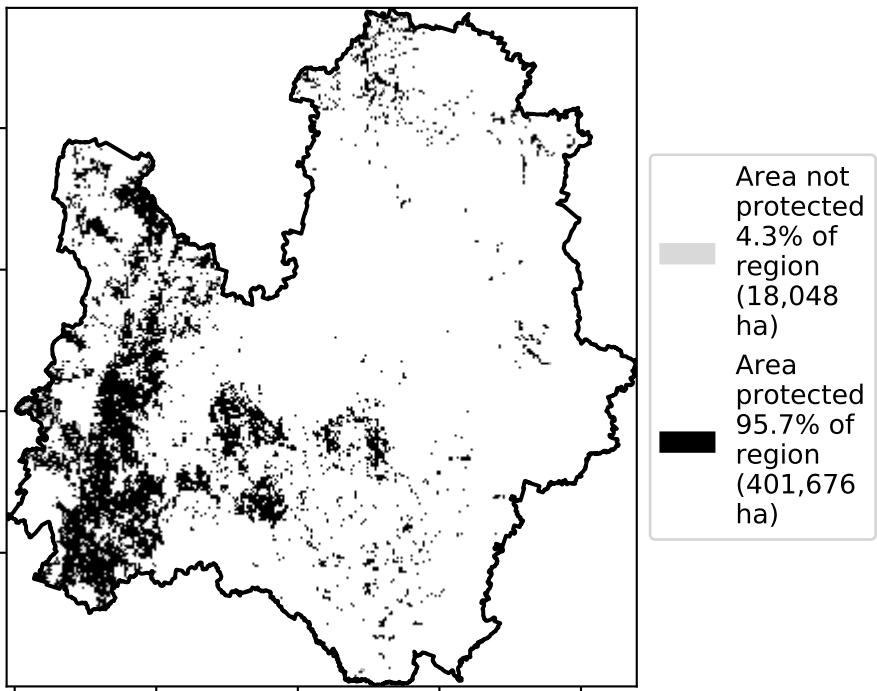 Area not
protected
4.3% of
region
(18,048
ha)
Area
protected
95.7% of
region
(401,676
ha)